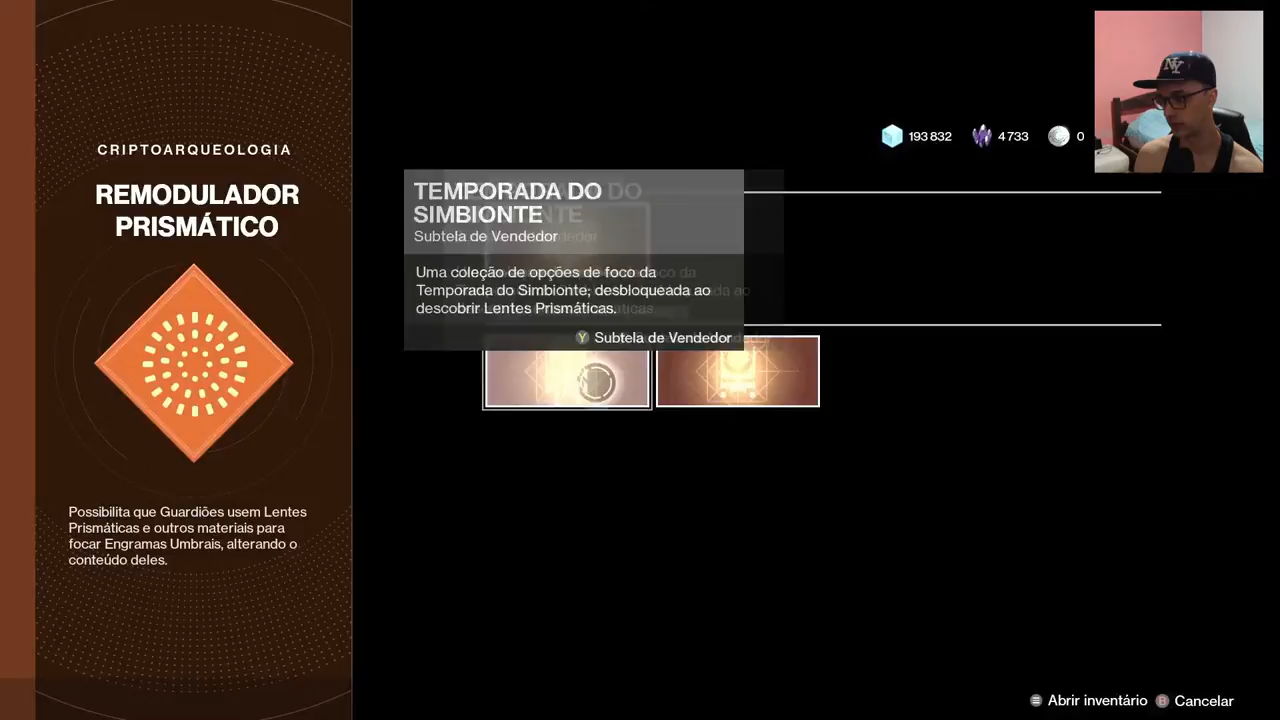 CRIPTOARQUEOLOGIA
REMODULADOR
PRISMÁTICO
Possibilita que Guardiões usem Lentes
Prismáticas e outros materiais para
focar Engramas Umbrais, alterando o
conteúdo deles.
193 832
4 733
0
NY
TEMPORADA DO
SIMBIONTE
Subtela de Vendedor
Uma coleção de opções de foco da
Temporada do Simbionte; desbloqueada ao
descobrir Lentes Prismáticas.
Y Subtela de Vendedor
Abrir inventário B Cancelar